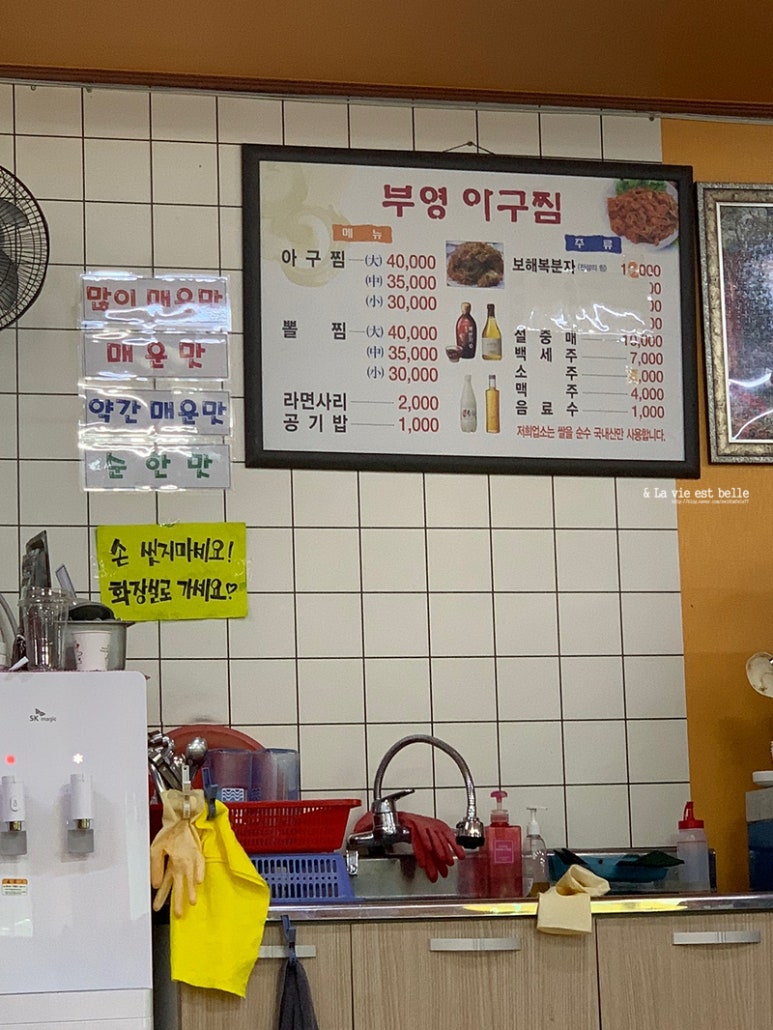 부영 아구찜
메 뉴
아 구 찜 (大) 40,000
(中) 35,000
(小) 30,000
뽈 찜 (大) 40,000
(中) 35,000
(小) 30,000
라면사리 2,000
공 기 밥 1,000
주 류
보해복분자
설 중 매 10,000
백 세 주 7,000
소 주 ,000
맥 주 4,000
음 료 수 1,000
저희업소는 쌀을 순수 국내산만 사용합니다.
많이 매운맛
매 운 맛
약간 매운맛
순 한 맛
손 씻지마세요!
화장실로 가세요♡
& La vie est belle
SK magic